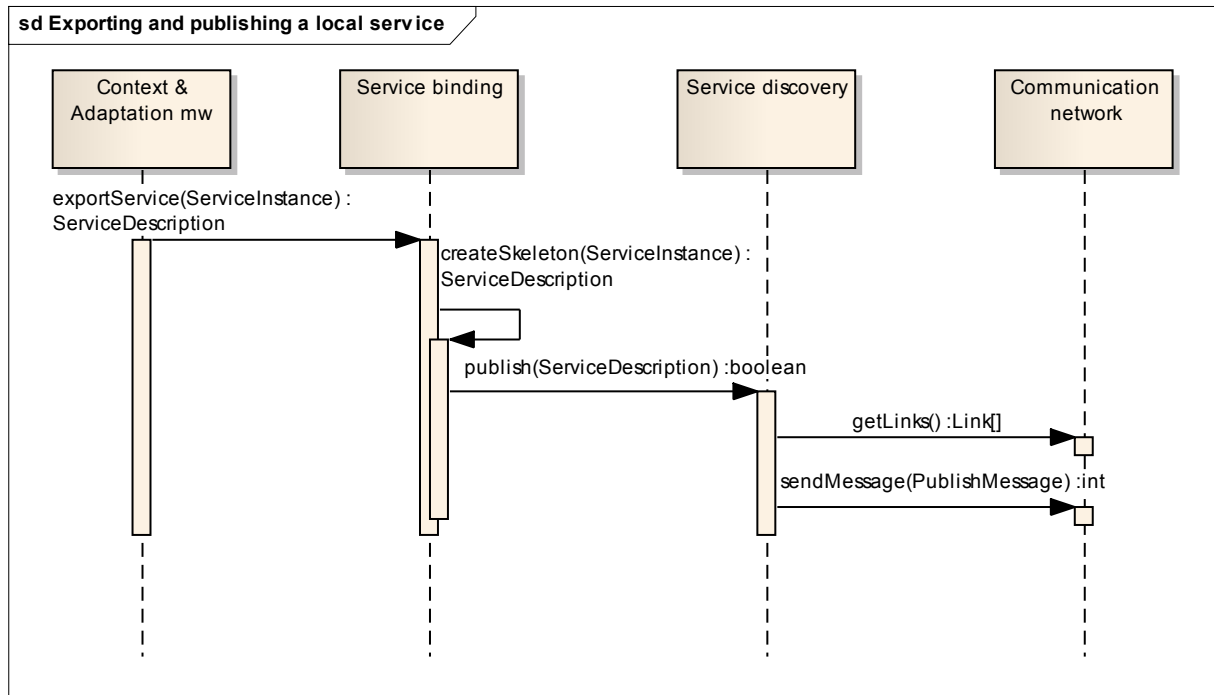 sd Exporting and publishing a local service
Context &
Adaptation mw
Service binding
Service discovery
Communication
network
exportService(ServiceInstance) :
ServiceDescription
createSkeleton(ServiceInstance) :
ServiceDescription
publish(ServiceDescription) :boolean
getLinks() :Link[]
sendMessage(PublishMessage) :int